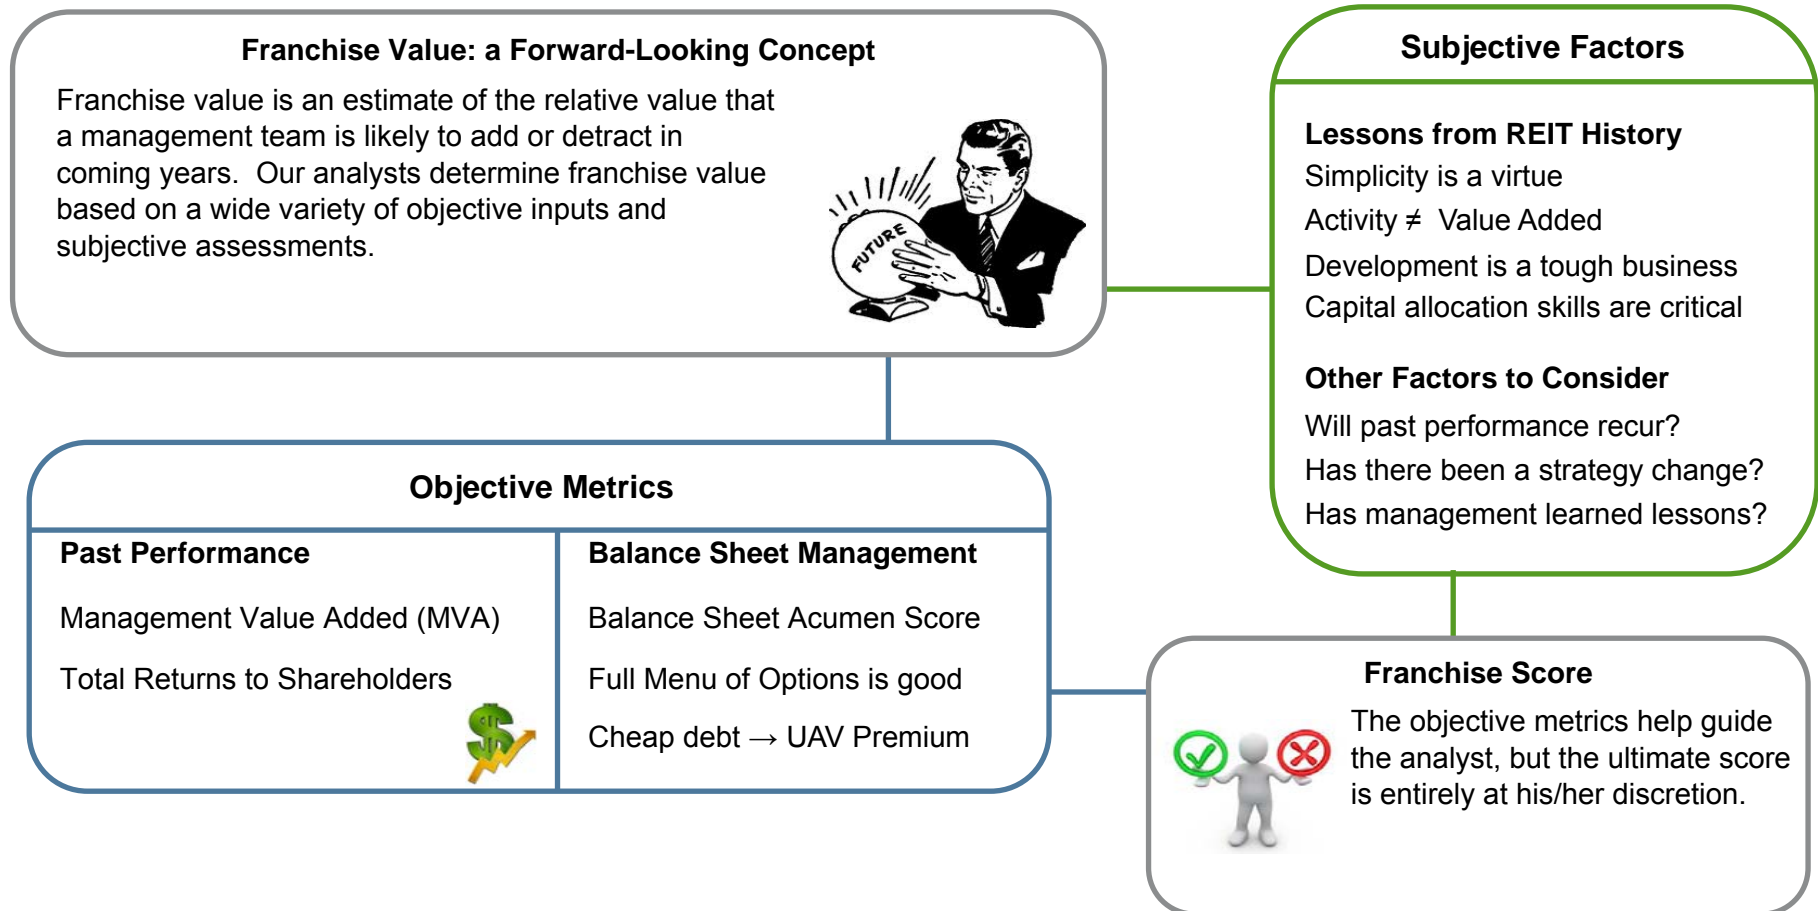 Franchise Value: a Forward-Looking Concept
Franchise value is an estimate of the relative value that
a management team is likely to add or detract in
coming years.  Our analysts determine franchise value
based on a wide variety of objective inputs and
subjective assessments.
FUTURE
Subjective Factors
Lessons from REIT History
Simplicity is a virtue
Activity ≠  Value Added
Development is a tough business
Capital allocation skills are critical
Other Factors to Consider
Will past performance recur?
Has there been a strategy change?
Has management learned lessons?
Objective Metrics
Past Performance
Management Value Added (MVA)
Total Returns to Shareholders
$
Balance Sheet Management
Balance Sheet Acumen Score
Full Menu of Options is good
Cheap debt → UAV Premium
Franchise Score
The objective metrics help guide
the analyst, but the ultimate score
is entirely at his/her discretion.